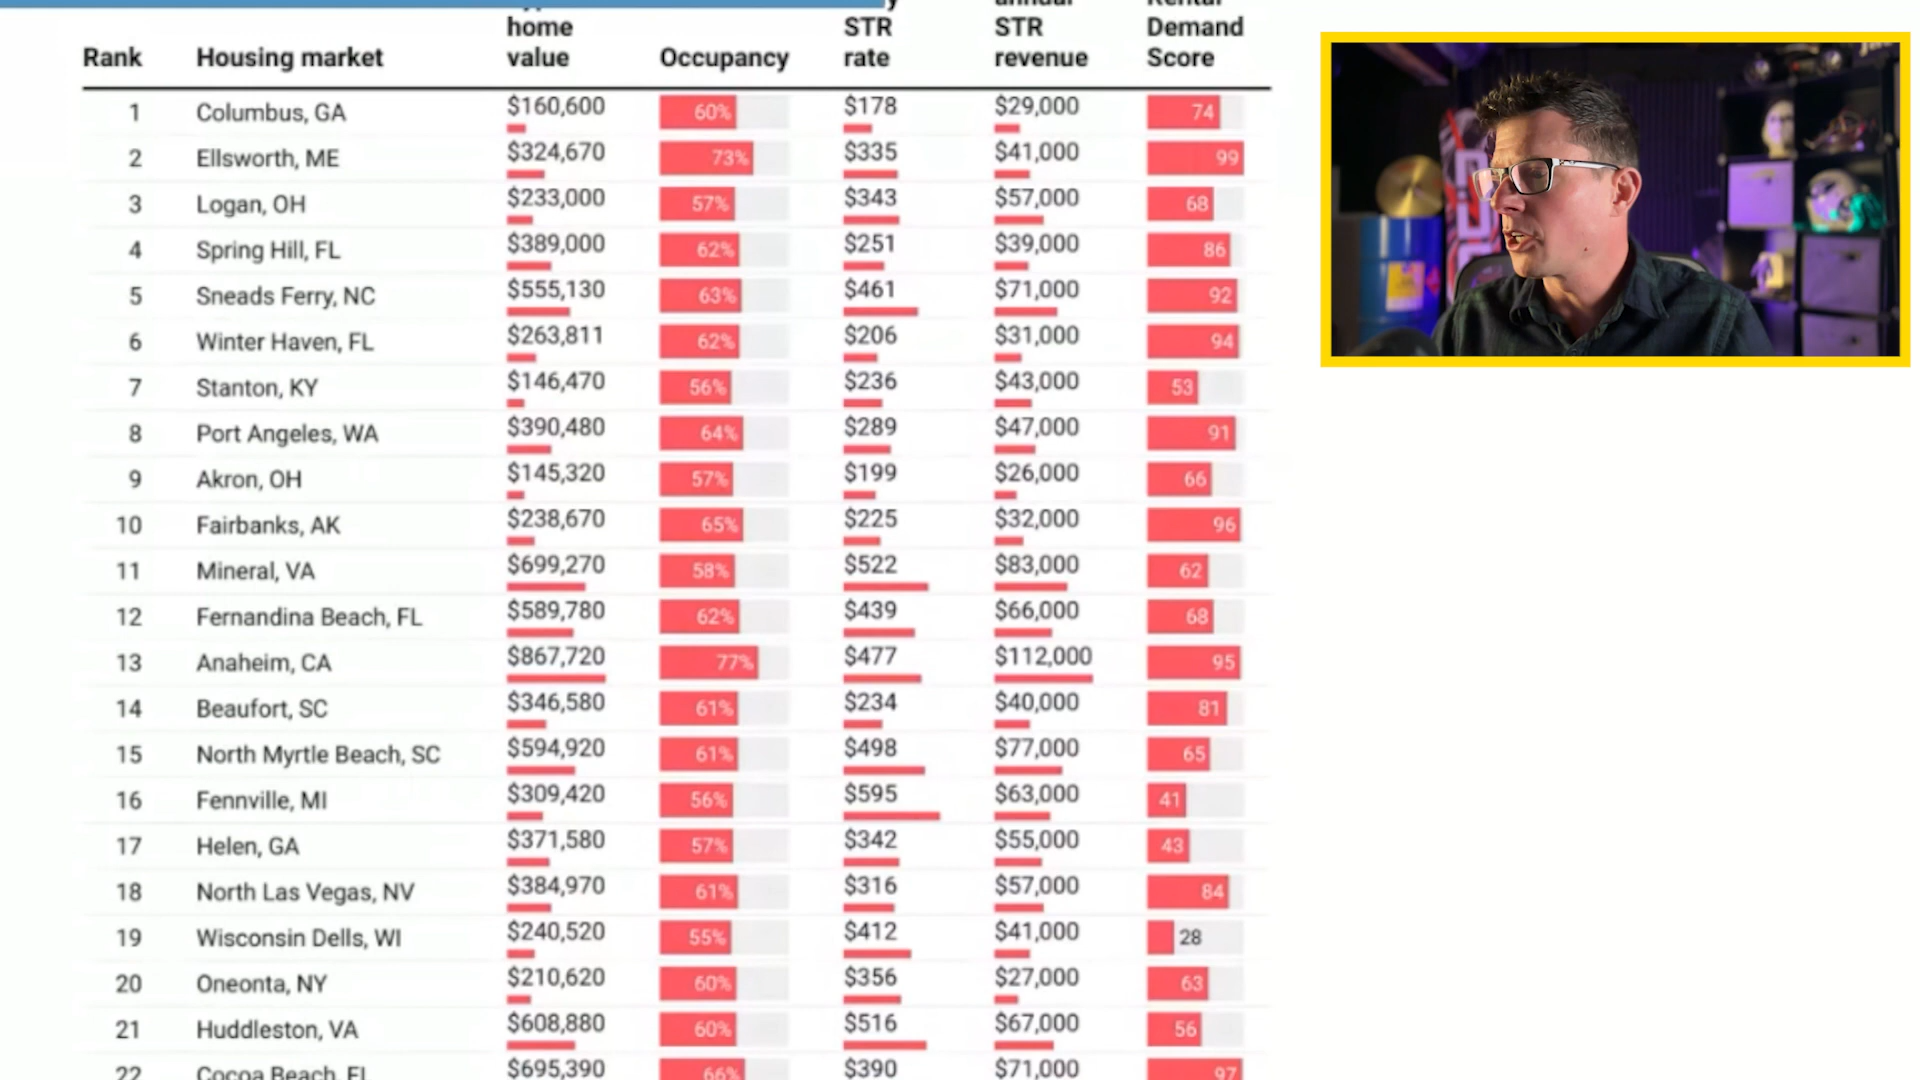 home STR STR Demand
Rank Housing market value Occupancy rate revenue Score
1 Columbus, GA $160,600 60% $178 $29,000 74
2 Ellsworth, ME $324,670 73% $335 $41,000 99
3 Logan, OH $233,000 57% $343 $57,000 68
4 Spring Hill, FL $389,000 62% $251 $39,000 86
5 Sneads Ferry, NC $555,130 63% $461 $71,000 92
6 Winter Haven, FL $263,811 62% $206 $31,000 94
7 Stanton, KY $146,470 56% $236 $43,000 53
8 Port Angeles, WA $390,480 64% $289 $47,000 91
9 Akron, OH $145,320 57% $199 $26,000 66
10 Fairbanks, AK $238,670 65% $225 $32,000 96
11 Mineral, VA $699,270 58% $522 $83,000 62
12 Fernandina Beach, FL $589,780 62% $439 $66,000 68
13 Anaheim, CA $867,720 77% $477 $112,000 95
14 Beaufort, SC $346,580 61% $234 $40,000 81
15 North Myrtle Beach, SC $594,920 61% $498 $77,000 65
16 Fennville, MI $309,420 56% $595 $63,000 41
17 Helen, GA $371,580 57% $342 $55,000 43
18 North Las Vegas, NV $384,970 61% $316 $57,000 84
19 Wisconsin Dells, WI $240,520 55% $412 $41,000 28
20 Oneonta, NY $210,620 60% $356 $27,000 63
21 Huddleston, VA $608,880 60% $516 $67,000 56
22 Cocoa Beach, FL $695,390 66% $390 $71,000 97